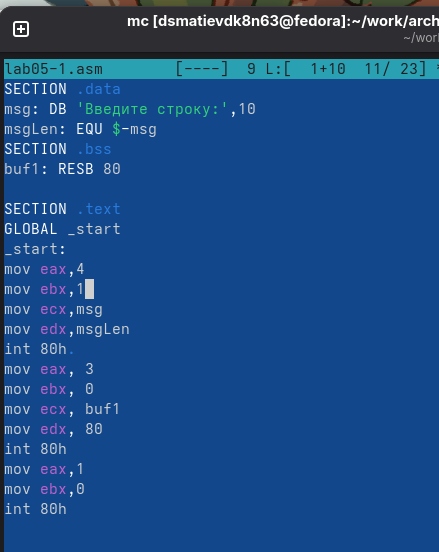 mc [dsmatievdk8n63@fedora]:~/work/arch
~/work
lab05-1.asm [----] 9 L:[ 1+10 11/ 23] *
SECTION .data
msg: DB 'Введите строку:',10
msgLen: EQU $-msg
SECTION .bss
buf1: RESB 80
SECTION .text
GLOBAL _start
_start:
mov eax,4
mov ebx,1
mov ecx,msg
mov edx,msgLen
int 80h.
mov eax, 3
mov ebx, 0
mov ecx, buf1
mov edx, 80
int 80h
mov eax,1
mov ebx,0
int 80h